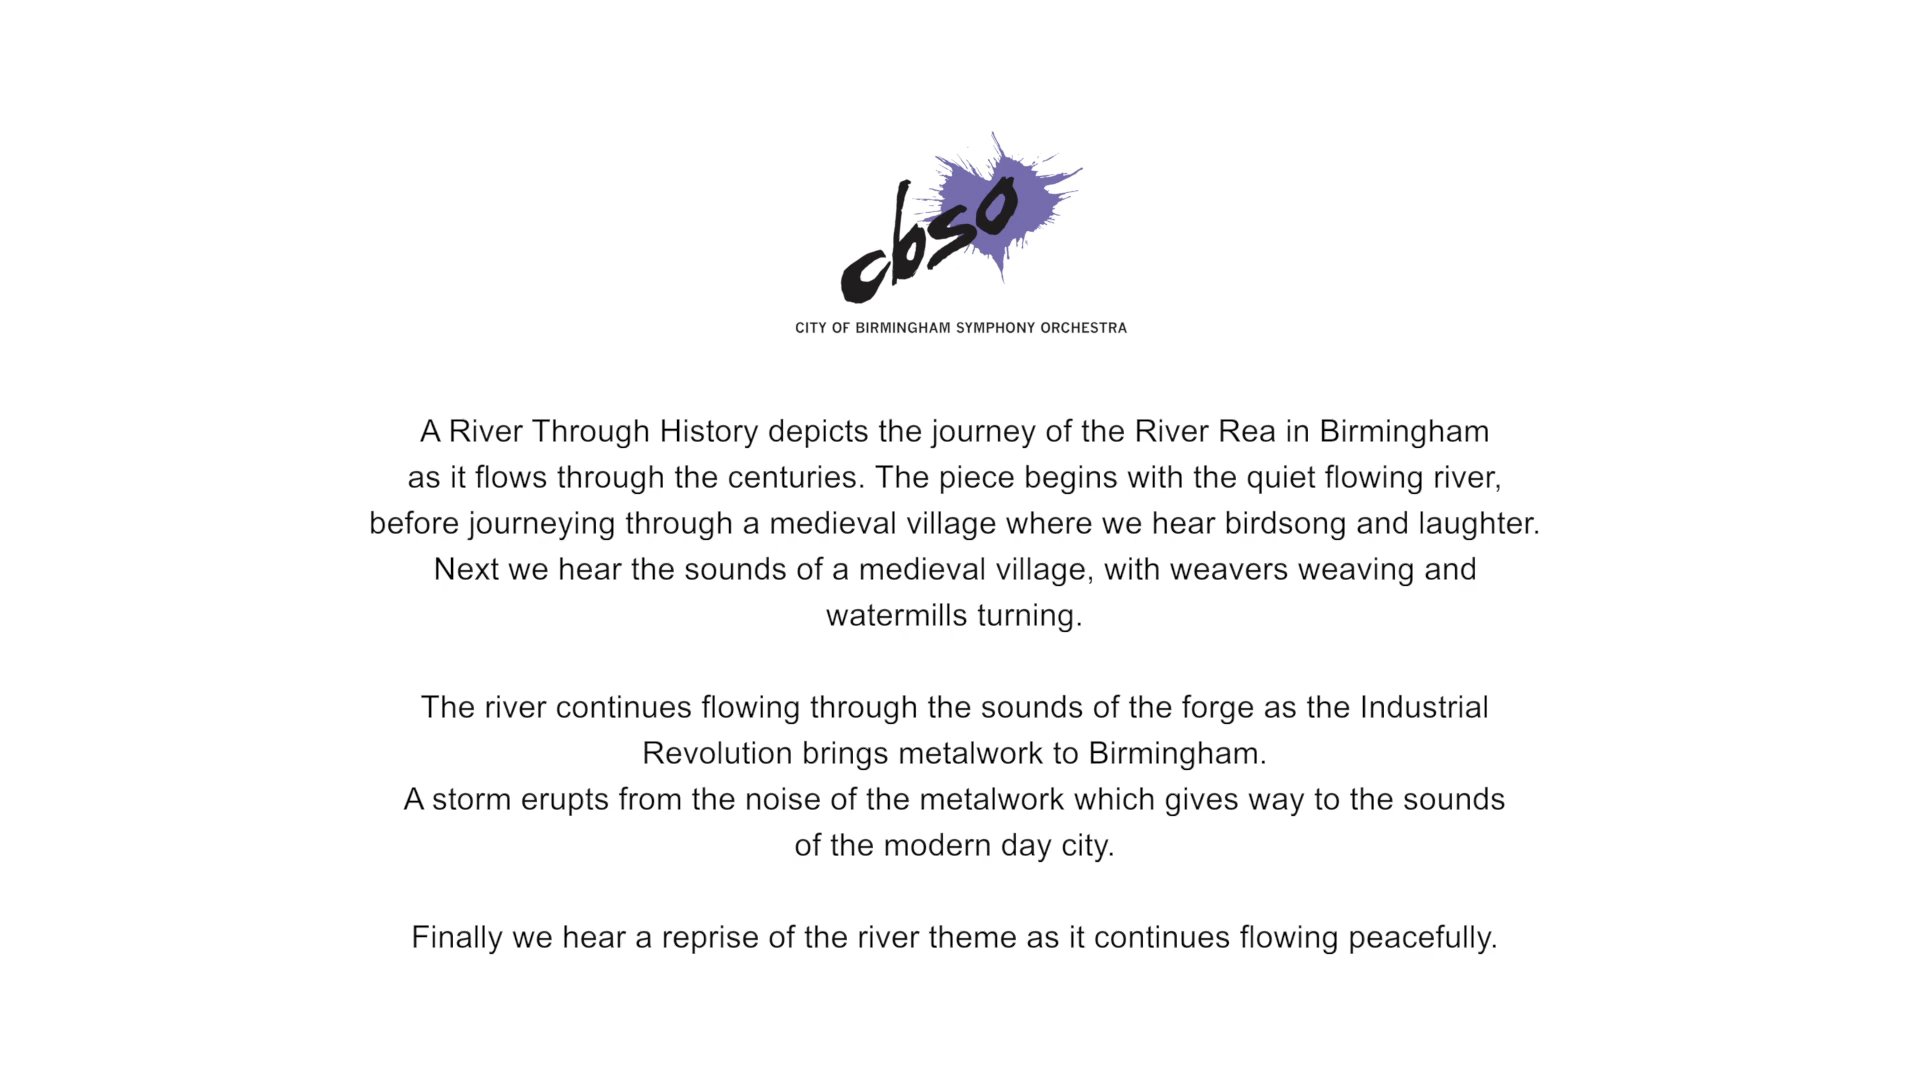 cbso
CITY OF BIRMINGHAM SYMPHONY ORCHESTRA
A River Through History depicts the journey of the River Rea in Birmingham
as it flows through the centuries. The piece begins with the quiet flowing river,
before journeying through a medieval village where we hear birdsong and laughter.
Next we hear the sounds of a medieval village, with weavers weaving and
watermills turning.
The river continues flowing through the sounds of the forge as the Industrial
Revolution brings metalwork to Birmingham.
A storm erupts from the noise of the metalwork which gives way to the sounds
of the modern day city.
Finally we hear a reprise of the river theme as it continues flowing peacefully.